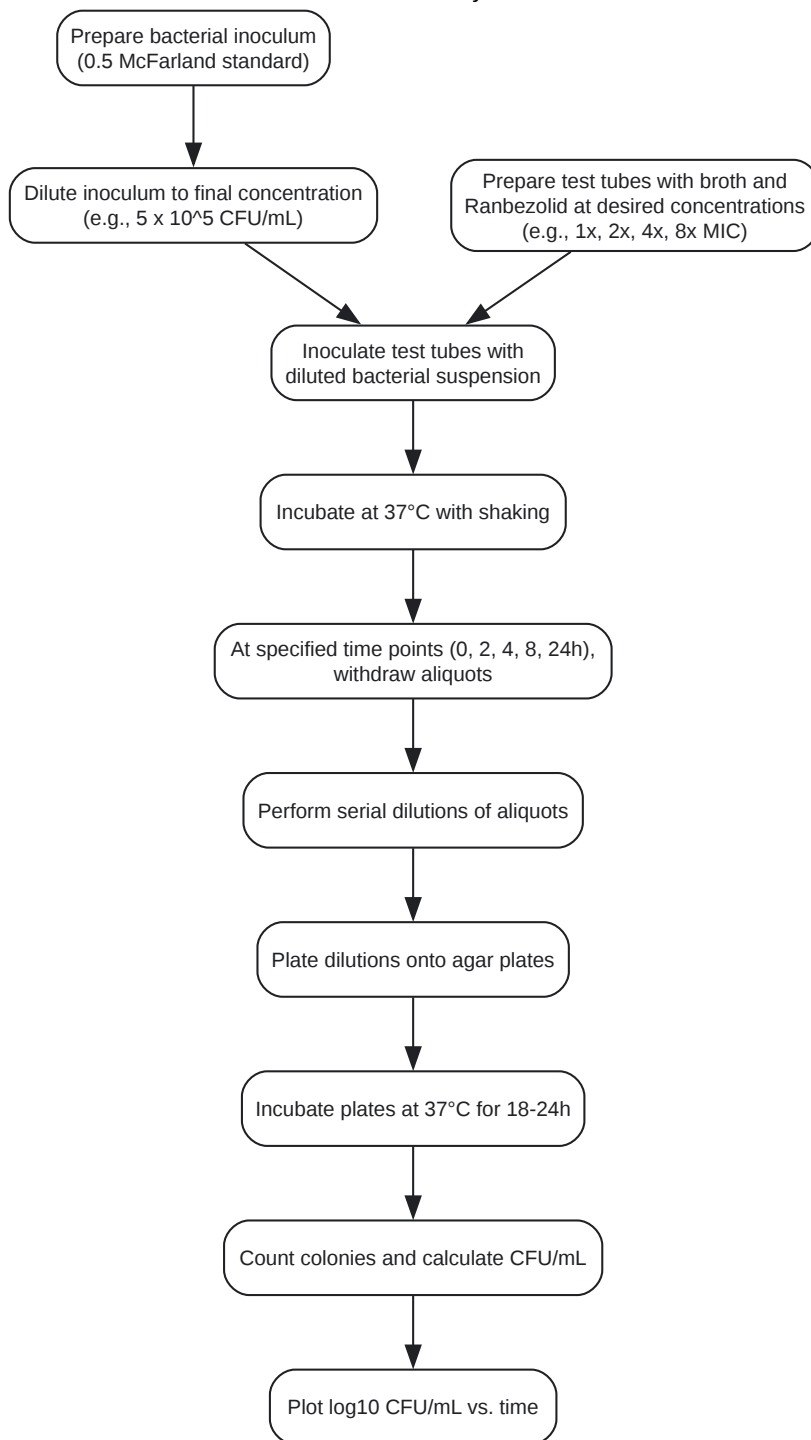 Prepare bacterial inoculum
(0.5 McFarland standard)
Dilute inoculum to final concentration
(e.g., 5 x 10^5 CFU/mL)
Prepare test tubes with broth and
Ranbezolid at desired concentrations
(e.g., 1x, 2x, 4x, 8x MIC)
Inoculate test tubes with
diluted bacterial suspension
Incubate at 37°C with shaking
At specified time points (0, 2, 4, 8, 24h),
withdraw aliquots
Perform serial dilutions of aliquots
Plate dilutions onto agar plates
Incubate plates at 37°C for 18-24h
Count colonies and calculate CFU/mL
Plot log10 CFU/mL vs. time